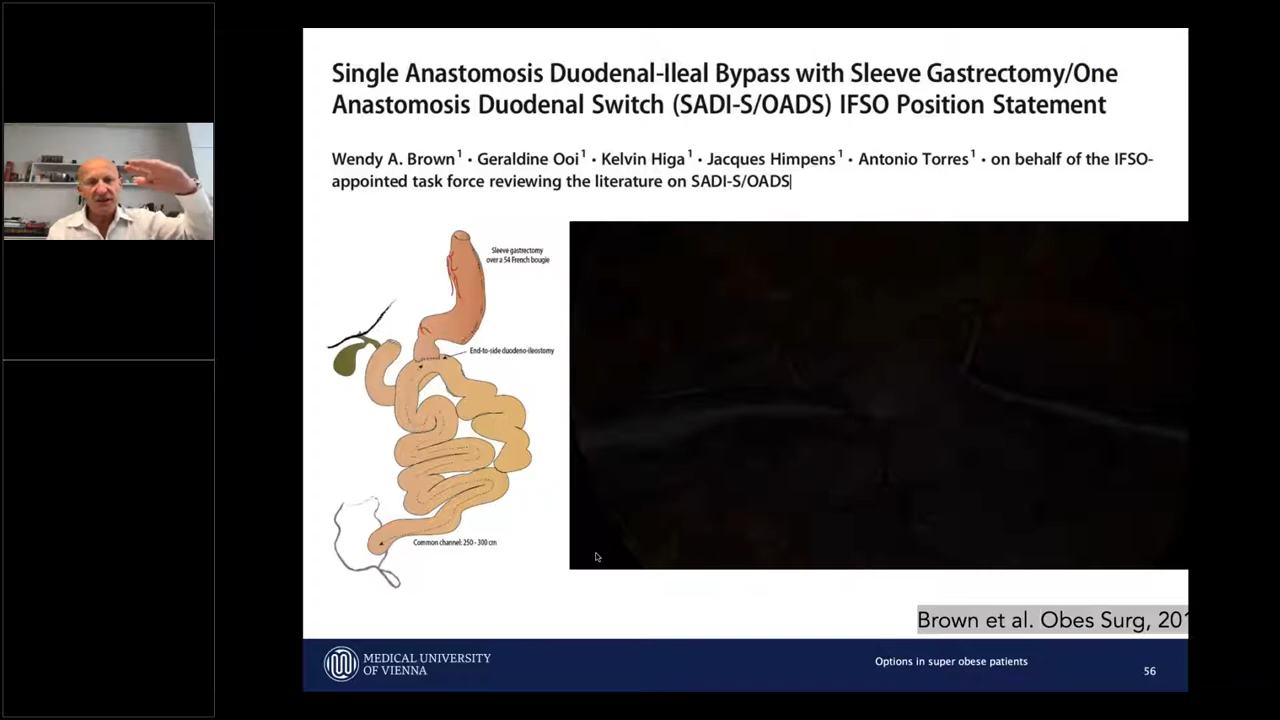 Single Anastomosis Duodenal-Ileal Bypass with Sleeve Gastrectomy/One
Anastomosis Duodenal Switch (SADI-S/OADS) IFSO Position Statement
Wendy A. Brown¹ · Geraldine Ooi¹ · Kelvin Higa¹ · Jacques Himpens¹ · Antonio Torres¹ · on behalf of the IFSO-
appointed task force reviewing the literature on SADI-S/OADS
Sleeve gastrectomy
over a 54 French bougie
End-to-side duodeno-ileostomy
Common channel: 250 - 300 cm
Brown et al. Obes Surg, 201
MEDICAL UNIVERSITY
OF VIENNA
Options in super obese patients
56